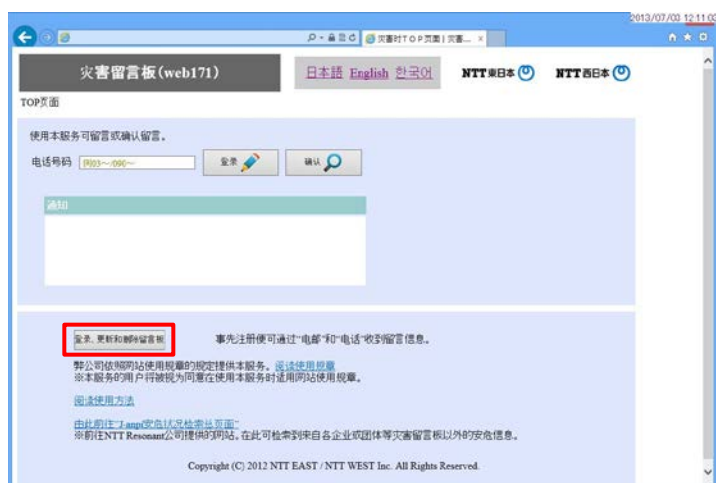 2013/07/03 12:11:03
灾害时TOP页面 | 灾害... ×
灾害留言板(web171)
日本語 English 한국어
NTT東日本
NTT西日本
TOP页面
使用本服务可留言或确认留言。
电话号码 例)03～/090～ 登录 确认
通知
登录、更新和删除留言板 事先注册便可通过"电邮"和"电话"收到留言信息。
弊公司依照网站使用规章的规定提供本服务。阅读使用规章
※本服务的用户将被视为同意在使用本服务时适用网站使用规章。
阅读使用方法
由此前往"J-anpi安危状况检索总页面"
※前往NTT Resonant公司提供的网站。在此可检索到来自各企业或团体等灾害留言板以外的安危信息。
Copyright (C) 2012 NTT EAST / NTT WEST Inc. All Rights Reserved.